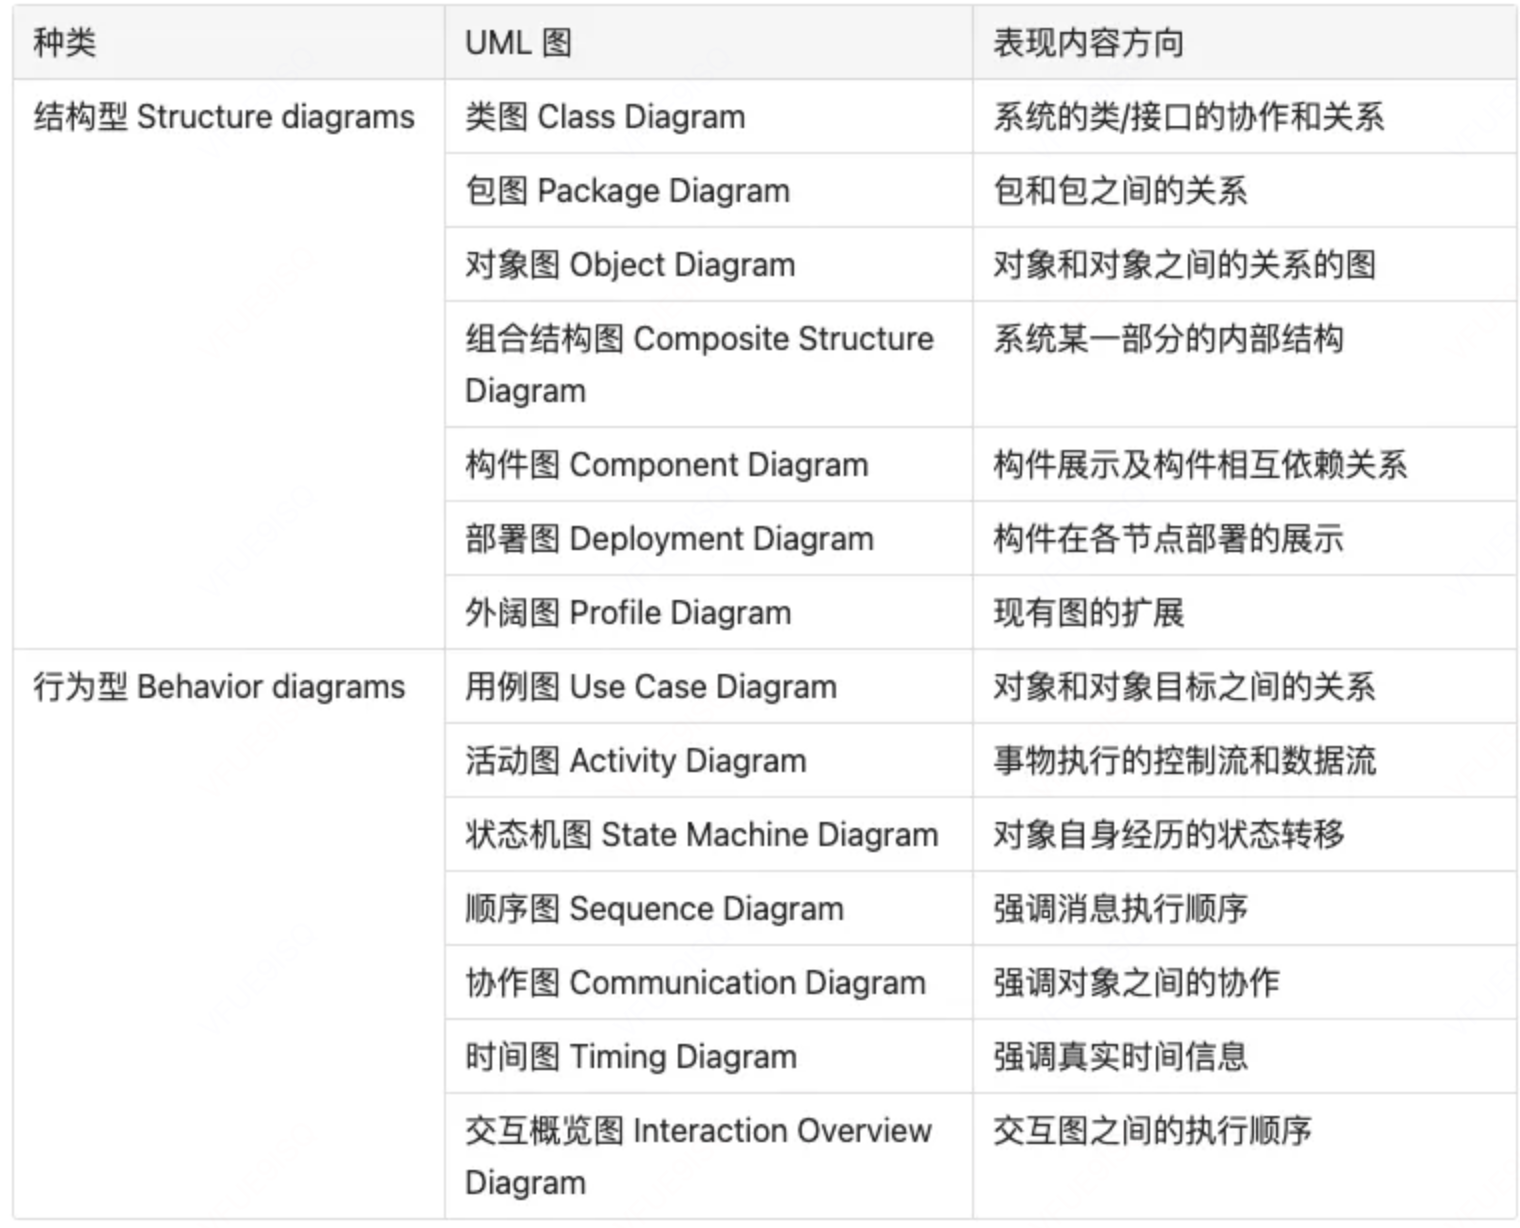 种类 UML 图 表现内容方向
结构型 Structure diagrams 类图 Class Diagram 系统的类/接口的协作和关系
包图 Package Diagram 包和包之间的关系
对象图 Object Diagram 对象和对象之间的关系的图
组合结构图 Composite Structure 系统某一部分的内部结构
Diagram
构件图 Component Diagram 构件展示及构件相互依赖关系
部署图 Deployment Diagram 构件在各节点部署的展示
外阔图 Profile Diagram 现有图的扩展
行为型 Behavior diagrams 用例图 Use Case Diagram 对象和对象目标之间的关系
活动图 Activity Diagram 事物执行的控制流和数据流
状态机图 State Machine Diagram 对象自身经历的状态转移
顺序图 Sequence Diagram 强调消息执行顺序
协作图 Communication Diagram 强调对象之间的协作
时间图 Timing Diagram 强调真实时间信息
交互概览图 Interaction Overview 交互图之间的执行顺序
Diagram